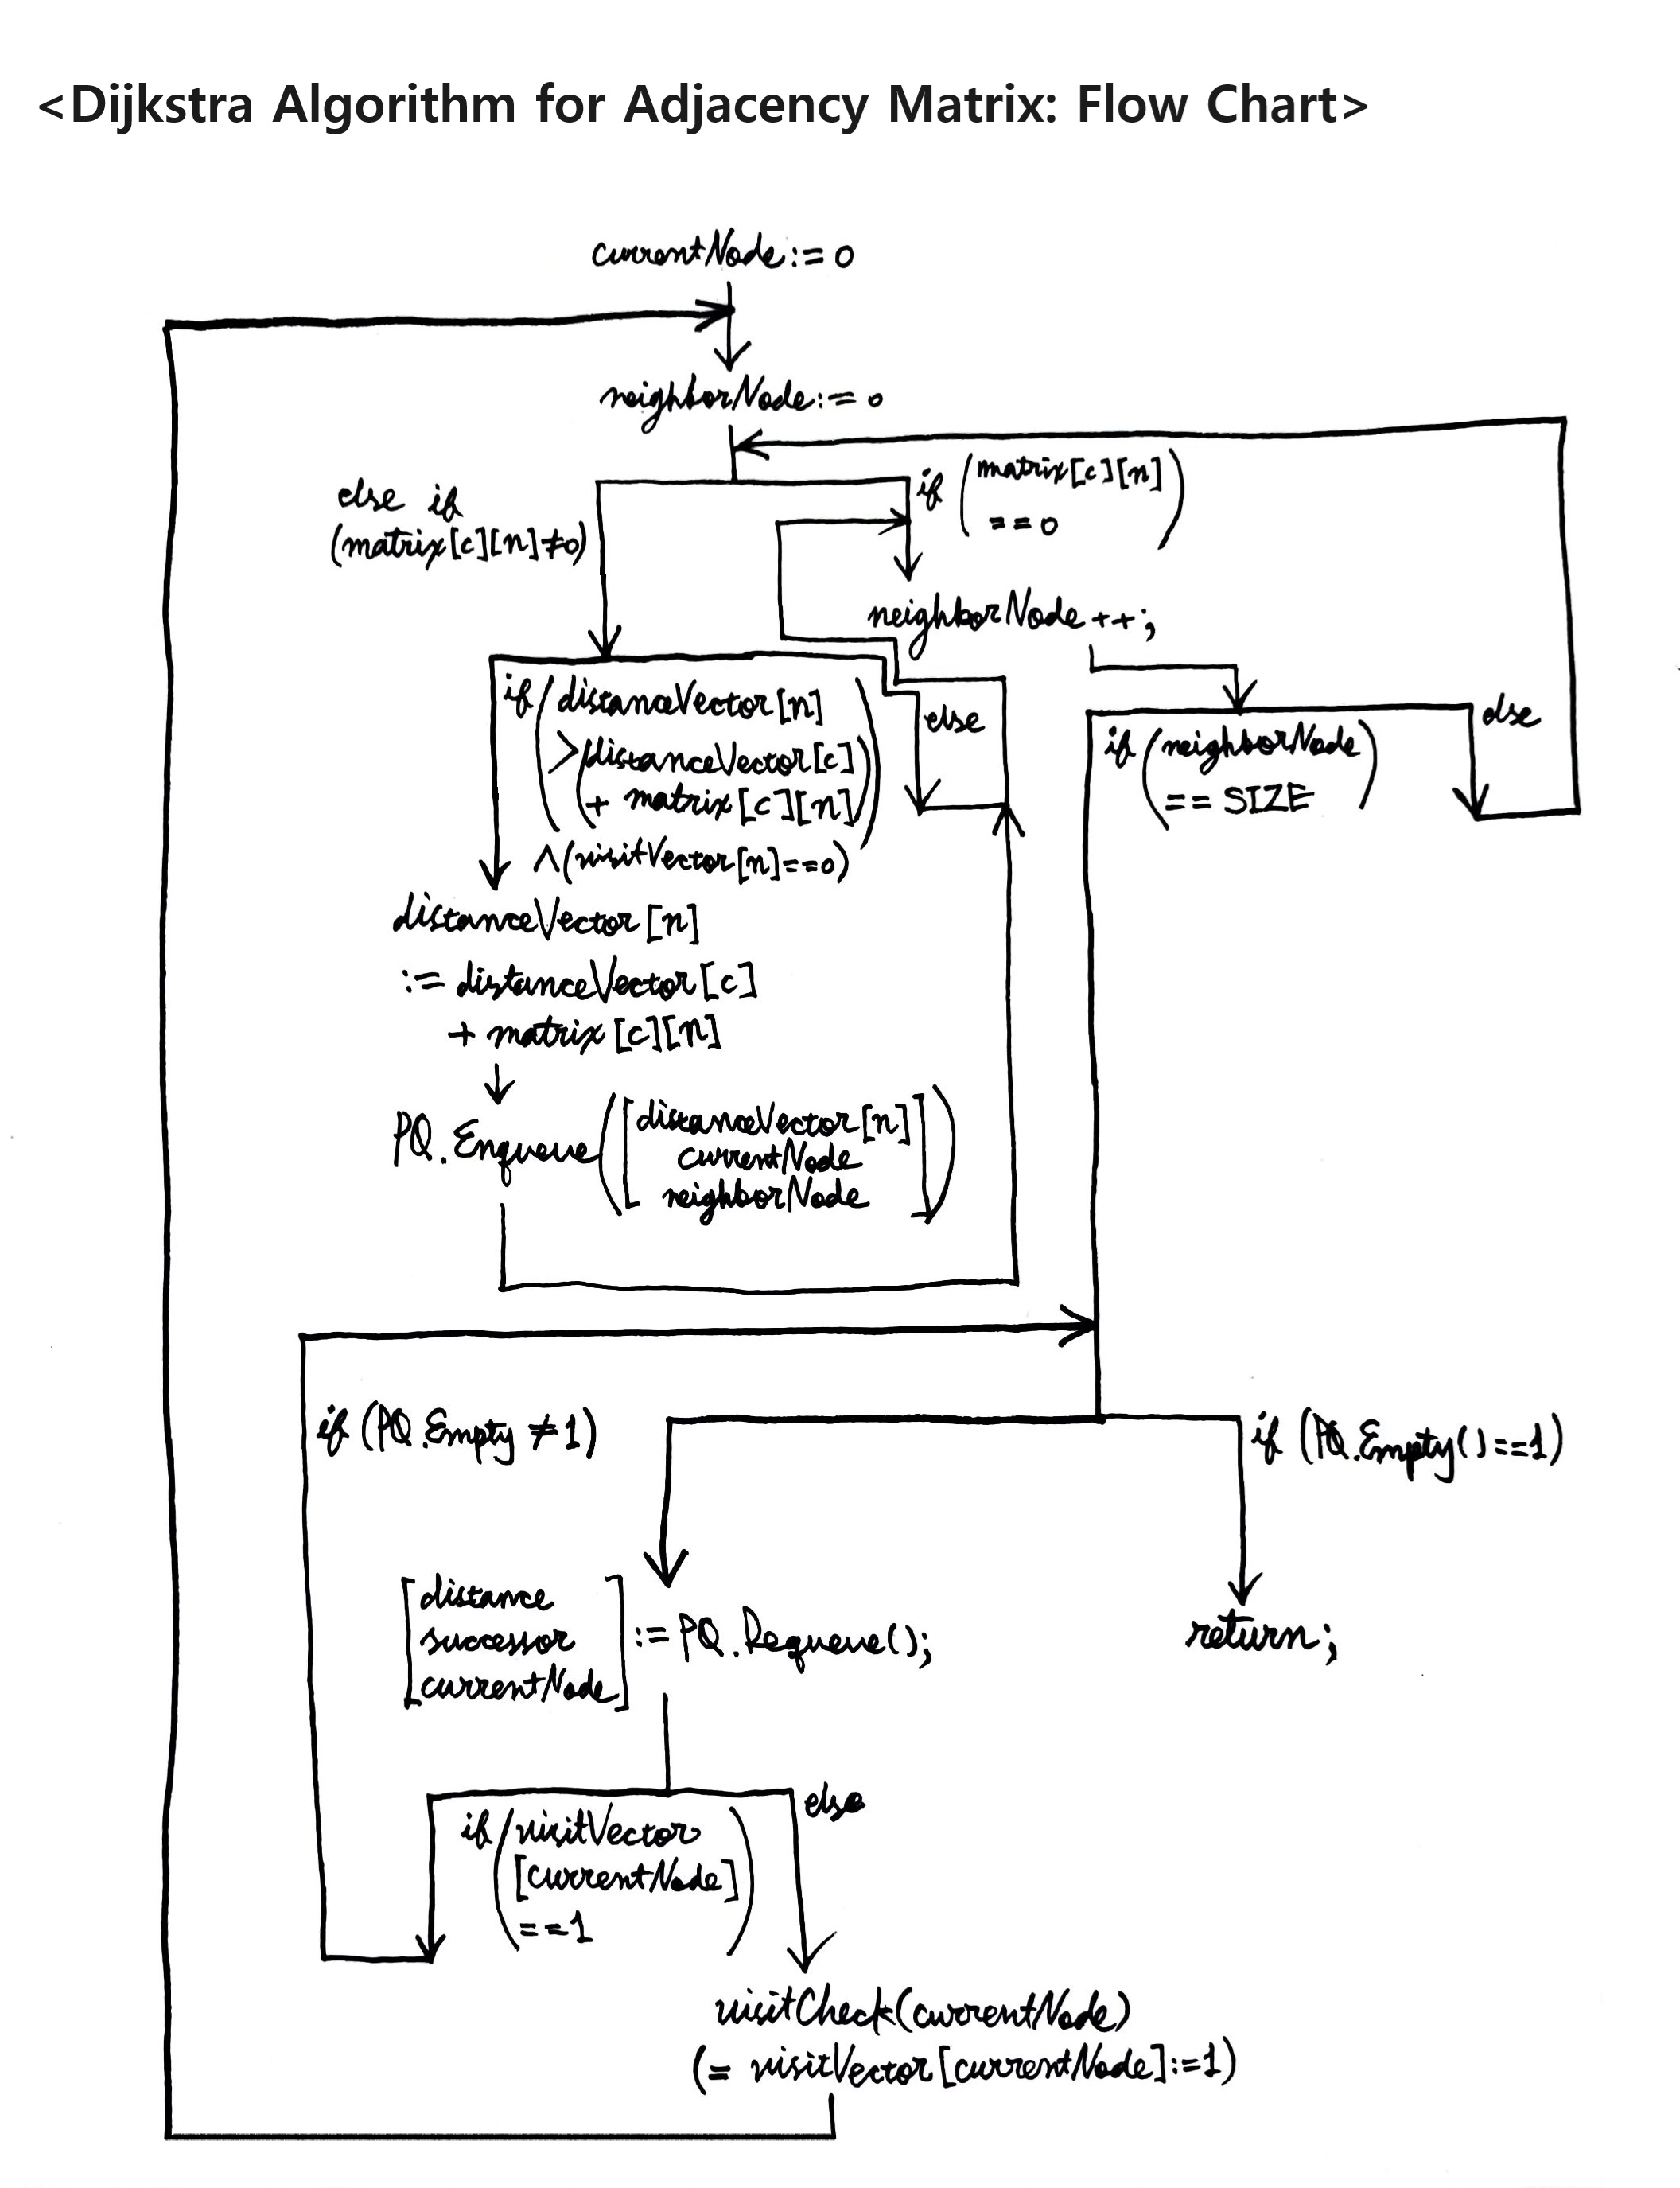 <Dijkstra Algorithm for Adjacency Matrix: Flow Chart>
currentNode := 0
neighborNode := 0
else if
(matrix[c][n]≠0)
if (matrix[c][n]
== 0)
neighborNode ++;
if (distanceVector[n]
> (distanceVector[c]
+ matrix[c][n]))
∧(visitVector[n]==0)
else
if (neighborNode
== SIZE)
else
distanceVector[n]
:= distanceVector[c]
+ matrix[c][n]
PQ.Enqueue([distanceVector[n]
currentNode
neighborNode])
if (PQ.Empty ≠ 1)
if (PQ.Empty()==1)
[distance
successor
currentNode] := PQ.Dequeue();
return;
if (visitVector
[currentNode]
==1)
else
visitCheck(currentNode)
(= visitVector[currentNode]:=1)